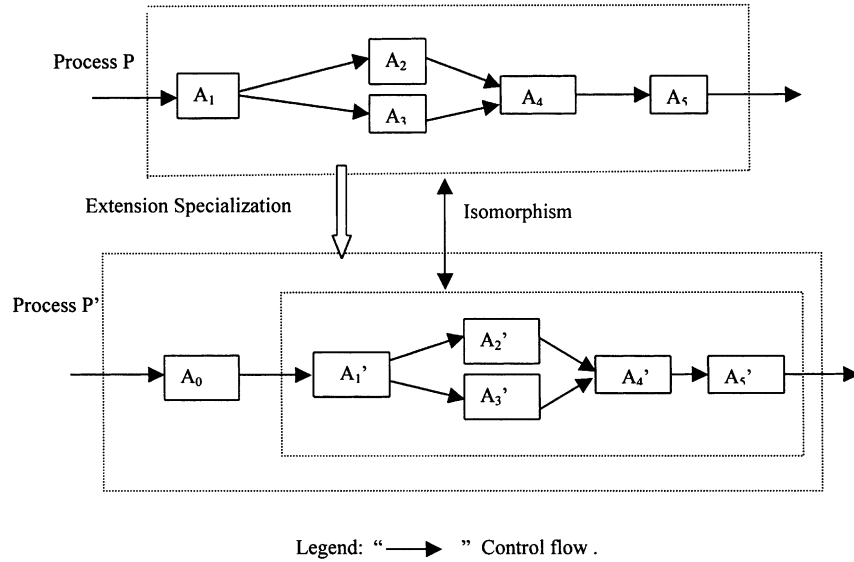 Process P
A₁
A₂
A₃
A₄
A₅
Extension Specialization
Isomorphism
Process P’
A₀
A₁’
A₂’
A₃’
A₄’
A₅’
Legend: “ ” Control flow .